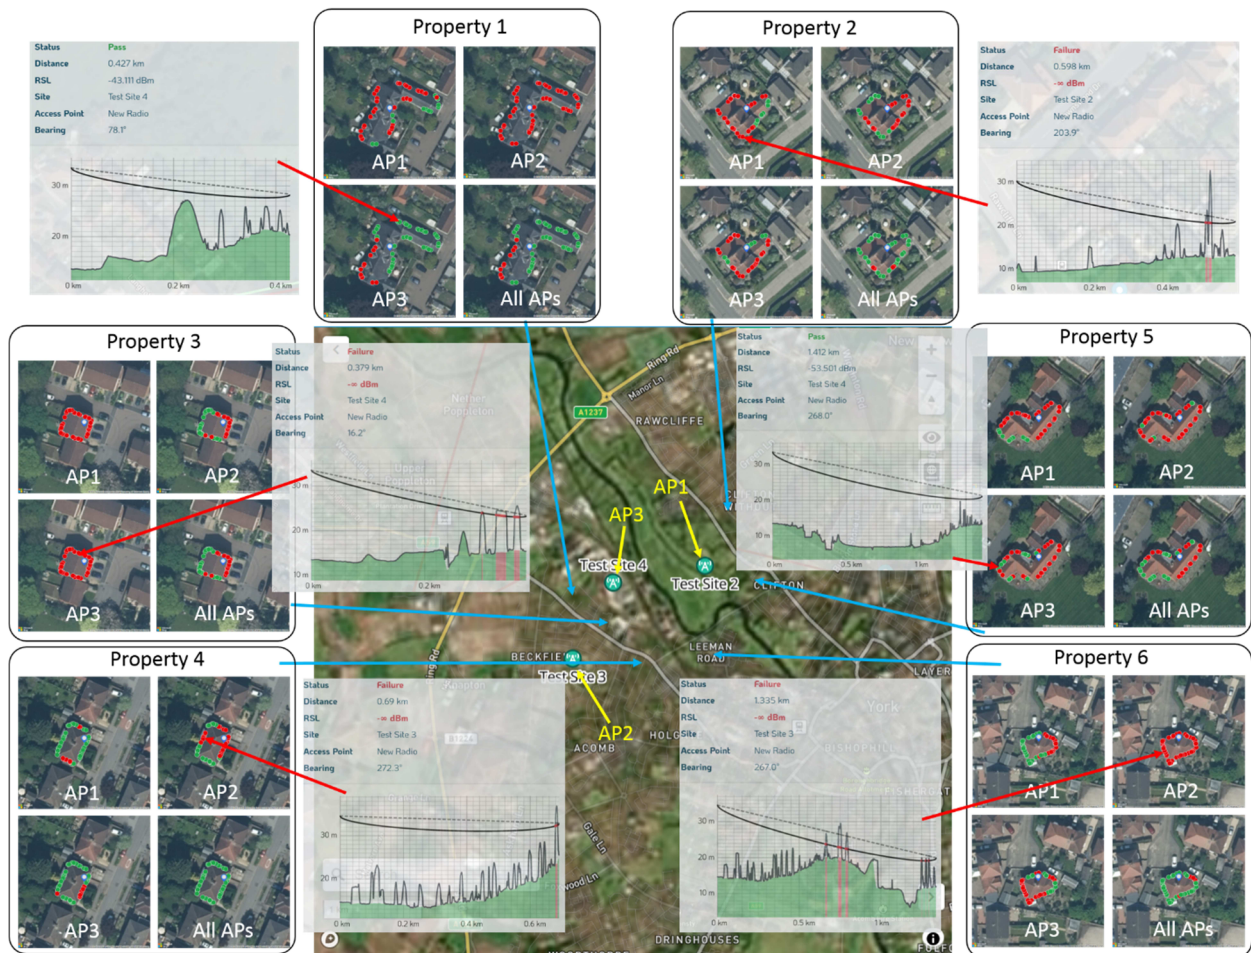 Property 1
Property 2
Status Pass
Distance 0.427 km
RSL -43.111 dBm
Site Test Site 4
Access Point New Radio
Bearing 78.1°
30 m
20 m
0 km 0.2 km 0.4 km
AP1 AP2
AP3 All APs
AP1 AP2
AP3 All APs
Status Failure
Distance 0.598 km
RSL -∞ dBm
Site Test Site 2
Access Point New Radio
Bearing 203.9°
30 m
20 m
10 m
0 km 0.2 km 0.4 km
Property 3
AP1 AP2
AP3 All APs
Status Failure
Distance 0.379 km
RSL -∞ dBm
Site Test Site 4
Access Point New Radio
Bearing 16.2°
30 m
20 m
10 m
0 km 0.2 km
Status Pass
Distance 1.412 km
RSL -53.501 dBm
Site Test Site 4
Access Point New Radio
Bearing 268.0°
30 m
20 m
10 m
0 km 0.5 km 1 km
Property 5
AP1 AP2
AP3 All APs
Ring Rd
Manor Ln
A1237
RAWCLIFFE
Nether
Poppleton
Upper
AP1
AP3
Test Site 4
Test Site 2
CLIFTON
LEEMAN
ROAD
LAYER
Test Site 3
AP2
ACOMB
York
BISHOPHILL
Gale Ln
DRINGHOUSES
Property 4
AP1 AP2
AP3 All APs
Status Failure
Distance 0.69 km
RSL -∞ dBm
Site Test Site 3
Access Point New Radio
Bearing 272.3°
30 m
20 m
0 km 0.2 km 0.4 km 0.6 km
Status Failure
Distance 1.335 km
RSL -∞ dBm
Site Test Site 3
Access Point New Radio
Bearing 267.0°
30 m
20 m
10 m
0 km 0.5 km 1 km
Property 6
AP1 AP2
AP3 All APs